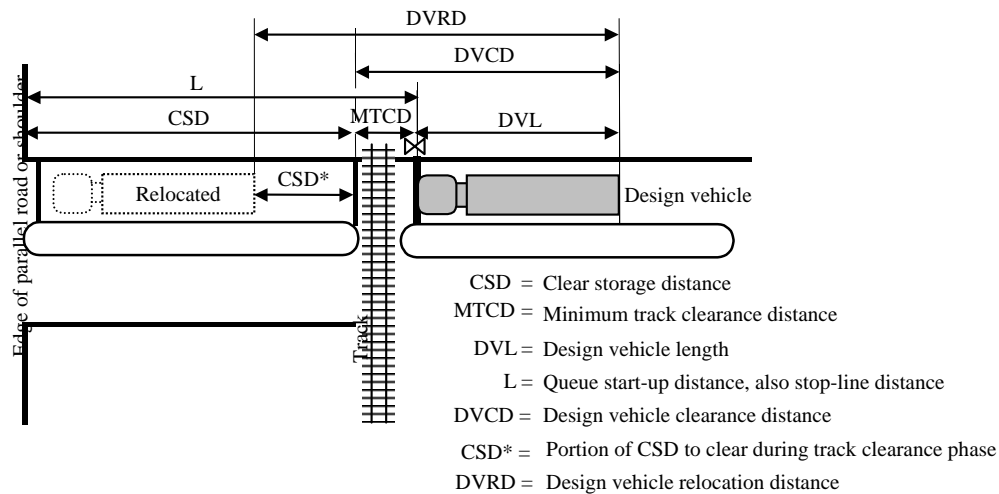 DVRD
DVCD
L
CSD
MTCD
DVL
Relocated
CSD*
Design vehicle
Edge of parallel road or shoulder
Track
CSD = Clear storage distance
MTCD = Minimum track clearance distance
DVL = Design vehicle length
L = Queue start-up distance, also stop-line distance
DVCD = Design vehicle clearance distance
CSD* = Portion of CSD to clear during track clearance phase
DVRD = Design vehicle relocation distance